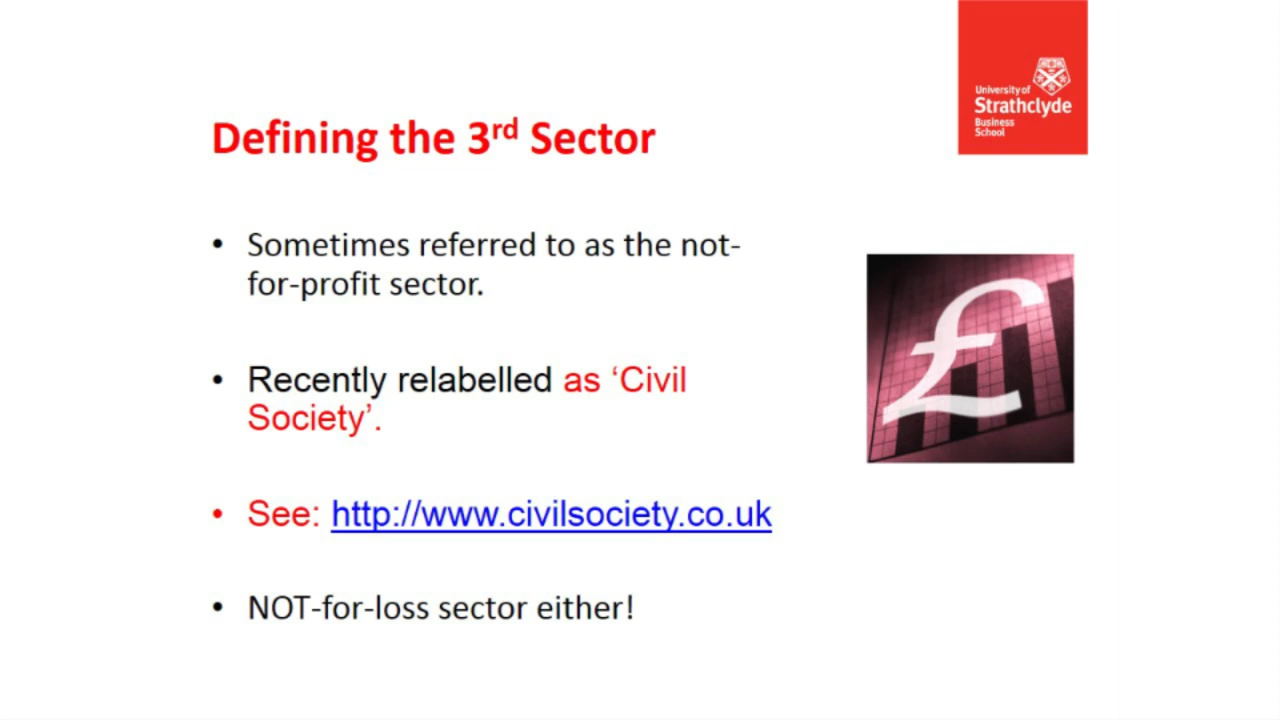 University of
Strathclyde
Business
School
Defining the 3rd Sector
• Sometimes referred to as the not-
for-profit sector.
• Recently relabelled as ‘Civil
Society’.
• See: http://www.civilsociety.co.uk
• NOT-for-loss sector either!
£